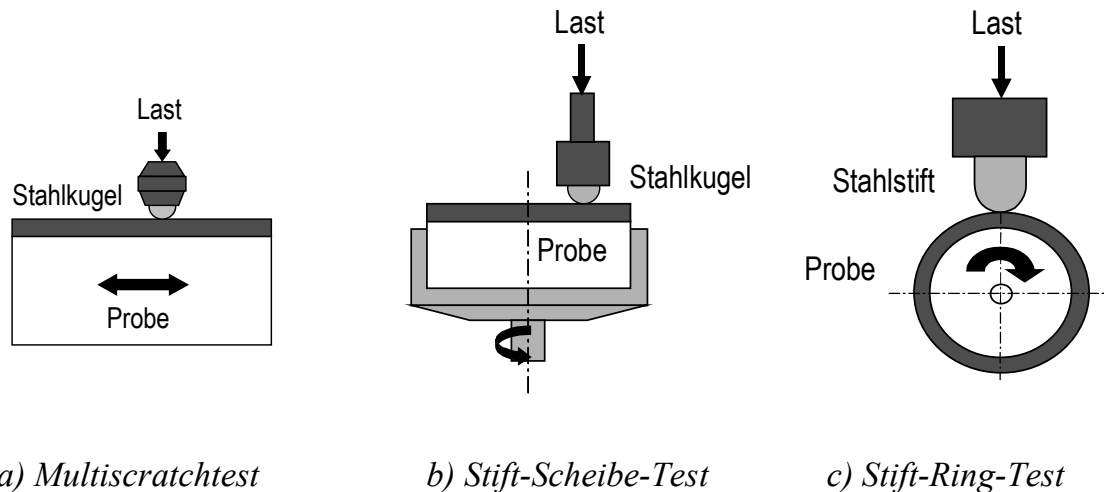 Last
Stahlkugel
Probe
Last
Stahlkugel
Probe
Last
Stahlstift
Probe
a) Multiscratchtest
b) Stift-Scheibe-Test
c) Stift-Ring-Test